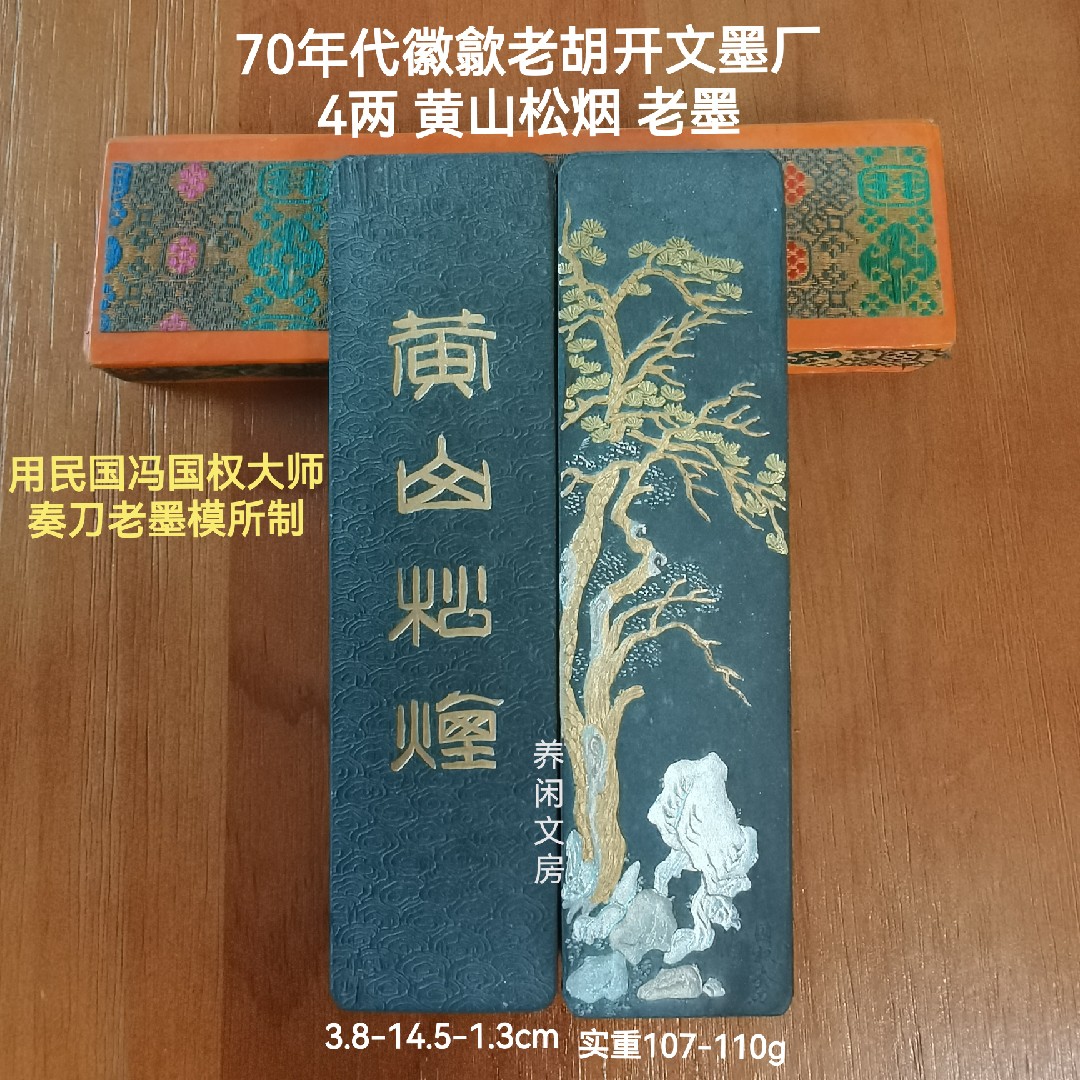 70年代徽歙老胡开文墨厂
4两 黄山松烟 老墨
用民国冯国权大师
奏刀老墨模所制
黄山松煙
养闲文房
3.8-14.5-1.3cm
实重107-110g